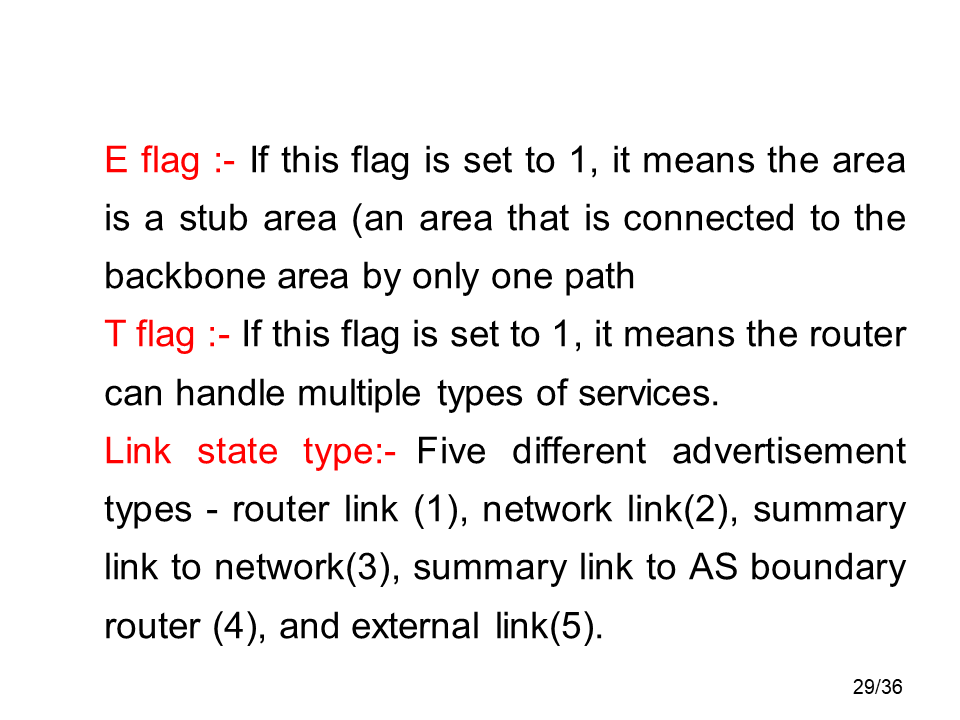 E flag :- If this flag is set to 1, it means the area
is a stub area (an area that is connected to the
backbone area by only one path
T flag :- If this flag is set to 1, it means the router
can handle multiple types of services.
Link state type:- Five different advertisement
types - router link (1), network link(2), summary
link to network(3), summary link to AS boundary
router (4), and external link(5).
29/36